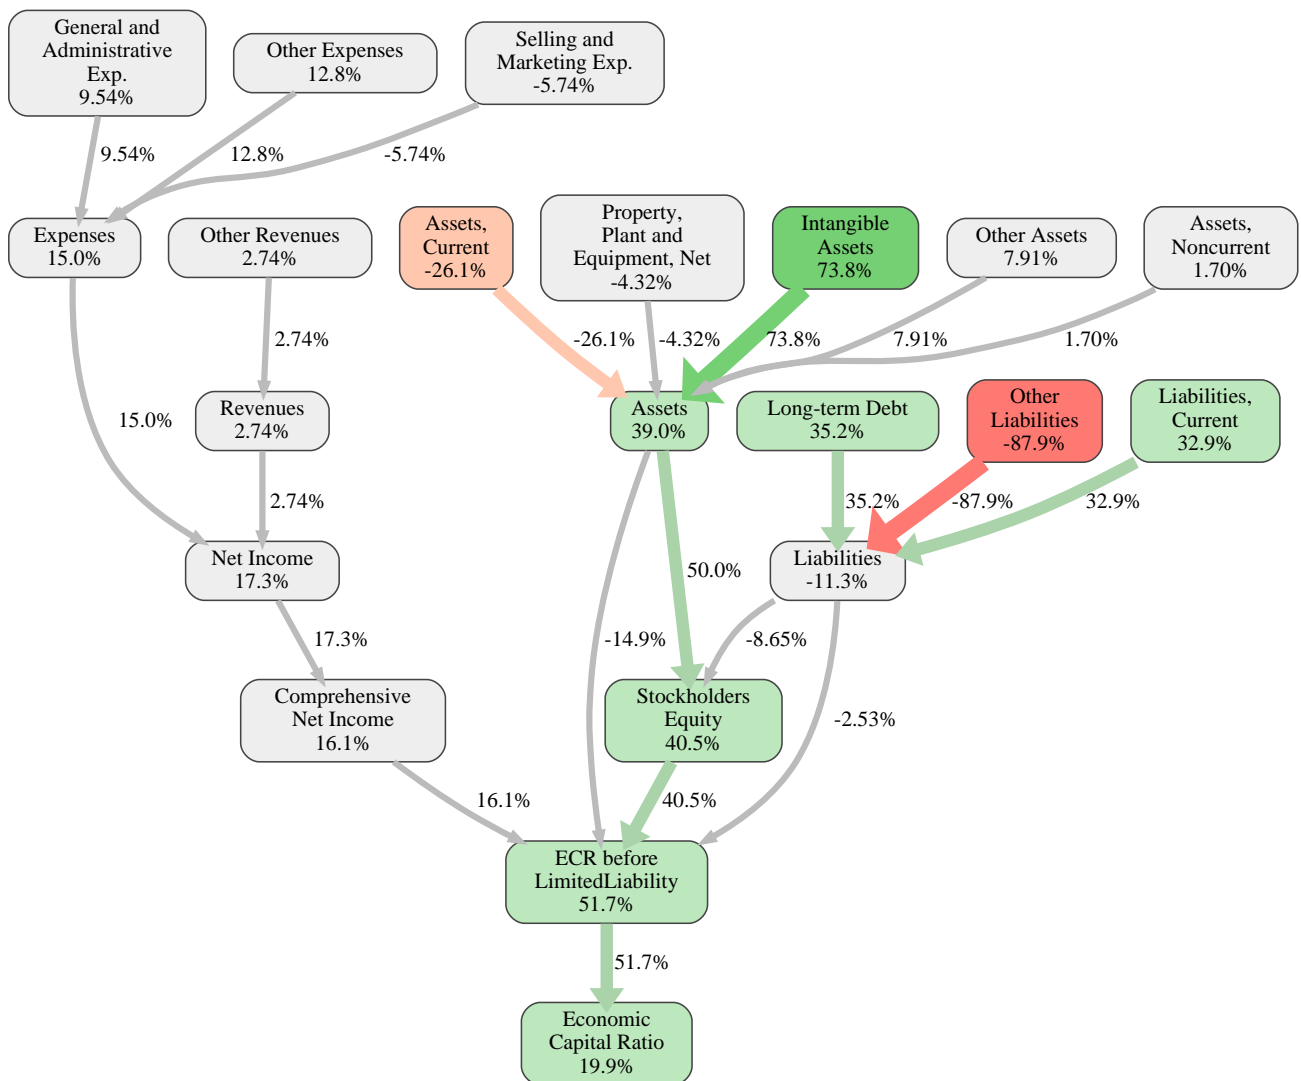 General and
Administrative
Exp.
9.54%
Other Expenses
12.8%
Selling and
Marketing Exp.
-5.74%
9.54%
12.8%
-5.74%
Expenses
15.0%
Other Revenues
2.74%
Assets,
Current
-26.1%
Property,
Plant and
Equipment, Net
-4.32%
Intangible
Assets
73.8%
Other Assets
7.91%
Assets,
Noncurrent
1.70%
2.74%
-26.1%
-4.32%
73.8%
7.91%
1.70%
15.0%
Revenues
2.74%
Assets
39.0%
Long-term Debt
35.2%
Other
Liabilities
-87.9%
Liabilities,
Current
32.9%
2.74%
35.2%
-87.9%
32.9%
Net Income
17.3%
50.0%
Liabilities
-11.3%
17.3%
-14.9%
-8.65%
Comprehensive
Net Income
16.1%
Stockholders
Equity
40.5%
-2.53%
16.1%
40.5%
ECR before
LimitedLiability
51.7%
51.7%
Economic
Capital Ratio
19.9%